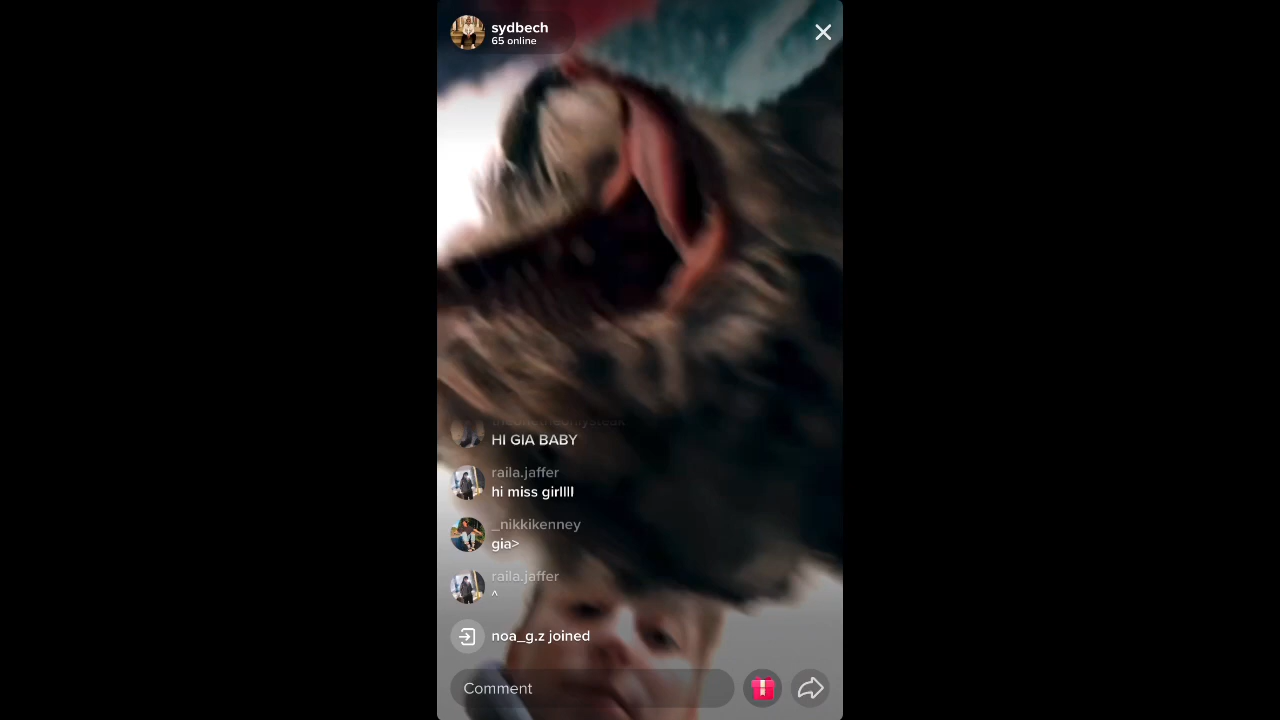 sydbech
65 online
HI GIA BABY
raila.jaffer
hi miss girllll
_nikkikenney
gia>
raila.jaffer
^
noa_g.z joined
Comment